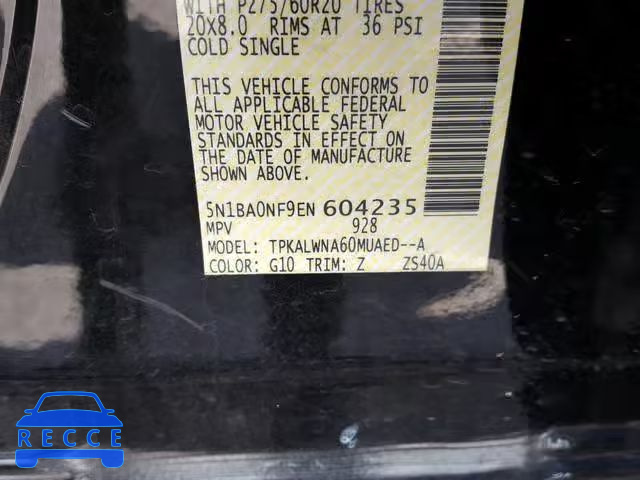 WITH P275/60R20 TIRES
20X8.0 RIMS AT 36 PSI
COLD SINGLE
THIS VEHICLE CONFORMS TO
ALL APPLICABLE FEDERAL
MOTOR VEHICLE SAFETY
STANDARDS IN EFFECT ON
THE DATE OF MANUFACTURE
SHOWN ABOVE.
5N1BA0NF9EN 604235
MPV 928
MODEL: TPKALWNA60MUAED--A
COLOR: G10 TRIM: Z ZS40A
RECCE